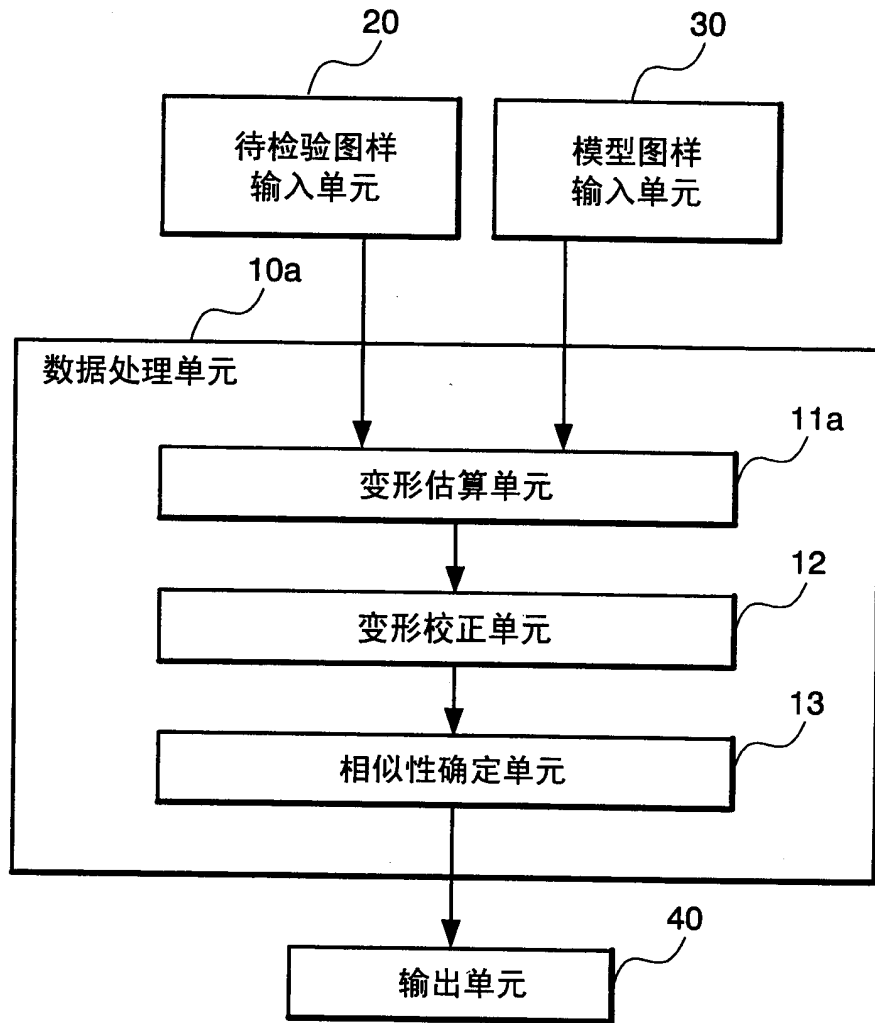 20
30
待检验图样
输入单元
模型图样
输入单元
10a
数据处理单元
11a
变形估算单元
12
变形校正单元
13
相似性确定单元
40
输出单元